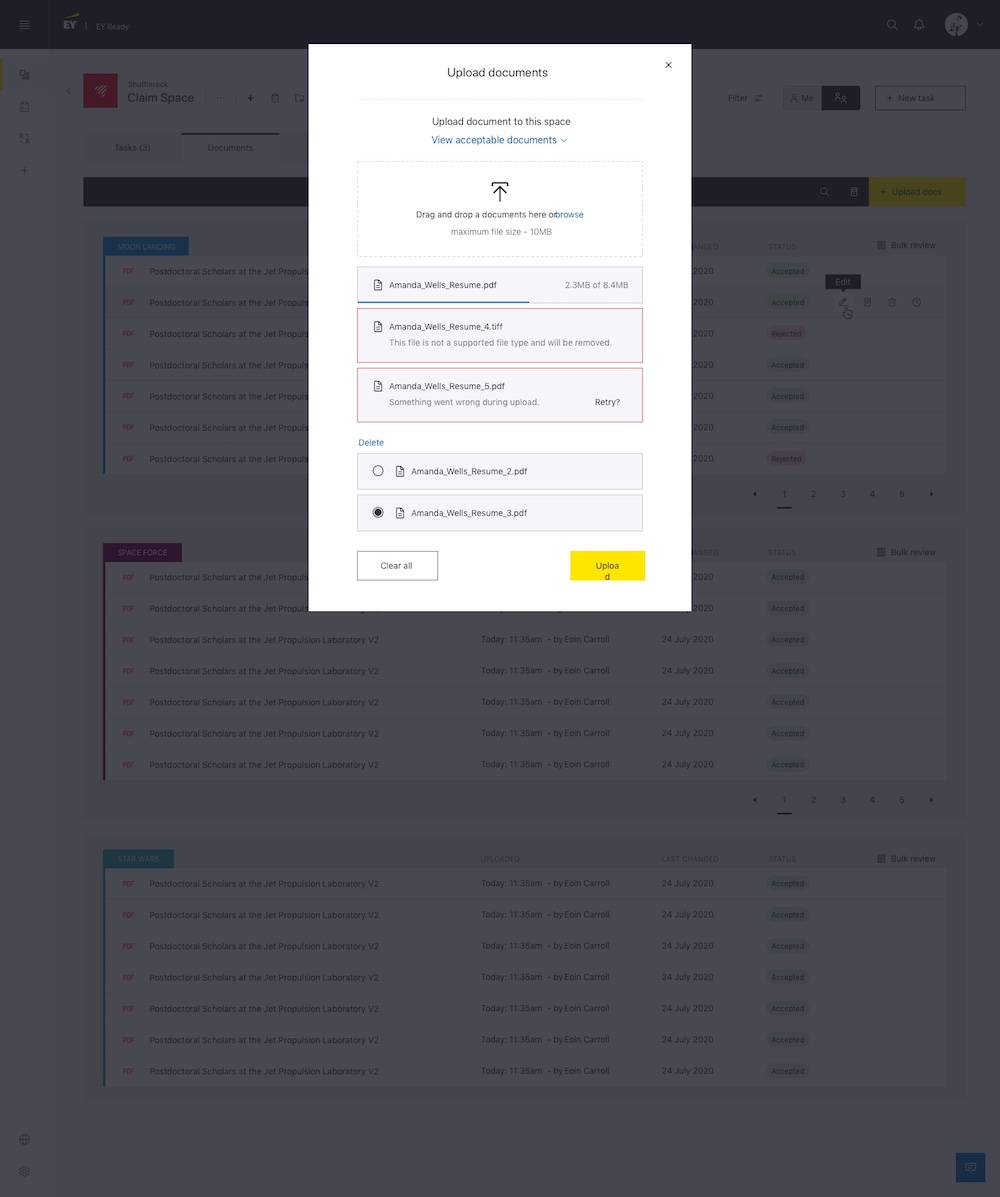 EY
EY Ready
Shutterock
Claim Space
Filter
Me
+ New task
Tasks (3)
Documents
+ Upload docs
Upload documents
Upload document to this space
View acceptable documents
Drag and drop a documents here or browse
maximum file size - 10MB
Amanda_Wells_Resume.pdf
2.3MB of 8.4MB
Amanda_Wells_Resume_4.tiff
This file is not a supported file type and will be removed.
Amanda_Wells_Resume_5.pdf
Something went wrong during upload.
Retry?
Delete
Amanda_Wells_Resume_2.pdf
Amanda_Wells_Resume_3.pdf
Clear all
Uploa
d
MOON LANDING
ANGED
STATUS
Bulk review
PDF Postdoctoral Scholars at the Jet Propuls 2020 Accepted
Edit
PDF Postdoctoral Scholars at the Jet Propuls 2020 Accepted
PDF Postdoctoral Scholars at the Jet Propuls 2020 Rejected
PDF Postdoctoral Scholars at the Jet Propuls 2020 Accepted
PDF Postdoctoral Scholars at the Jet Propuls 2020 Accepted
PDF Postdoctoral Scholars at the Jet Propuls 2020 Accepted
PDF Postdoctoral Scholars at the Jet Propuls 2020 Rejected
1 2 3 4 5
SPACE FORCE
ANGED
STATUS
Bulk review
PDF Postdoctoral Scholars at the Jet Propuls 2020 Accepted
PDF Postdoctoral Scholars at the Jet Propulsion Laboratory V2 Today: 11:35am - by Eoin Carroll 24 July 2020 Accepted
PDF Postdoctoral Scholars at the Jet Propulsion Laboratory V2 Today: 11:35am - by Eoin Carroll 24 July 2020 Accepted
PDF Postdoctoral Scholars at the Jet Propulsion Laboratory V2 Today: 11:35am - by Eoin Carroll 24 July 2020 Accepted
PDF Postdoctoral Scholars at the Jet Propulsion Laboratory V2 Today: 11:35am - by Eoin Carroll 24 July 2020 Accepted
PDF Postdoctoral Scholars at the Jet Propulsion Laboratory V2 Today: 11:35am - by Eoin Carroll 24 July 2020 Accepted
PDF Postdoctoral Scholars at the Jet Propulsion Laboratory V2 Today: 11:35am - by Eoin Carroll 24 July 2020 Accepted
1 2 3 4 5
STAR WARS
UPLOADED
LAST CHANGED
STATUS
Bulk review
PDF Postdoctoral Scholars at the Jet Propulsion Laboratory V2 Today: 11:35am - by Eoin Carroll 24 July 2020 Accepted
PDF Postdoctoral Scholars at the Jet Propulsion Laboratory V2 Today: 11:35am - by Eoin Carroll 24 July 2020 Accepted
PDF Postdoctoral Scholars at the Jet Propulsion Laboratory V2 Today: 11:35am - by Eoin Carroll 24 July 2020 Accepted
PDF Postdoctoral Scholars at the Jet Propulsion Laboratory V2 Today: 11:35am - by Eoin Carroll 24 July 2020 Accepted
PDF Postdoctoral Scholars at the Jet Propulsion Laboratory V2 Today: 11:35am - by Eoin Carroll 24 July 2020 Accepted
PDF Postdoctoral Scholars at the Jet Propulsion Laboratory V2 Today: 11:35am - by Eoin Carroll 24 July 2020 Accepted
PDF Postdoctoral Scholars at the Jet Propulsion Laboratory V2 Today: 11:35am - by Eoin Carroll 24 July 2020 Accepted